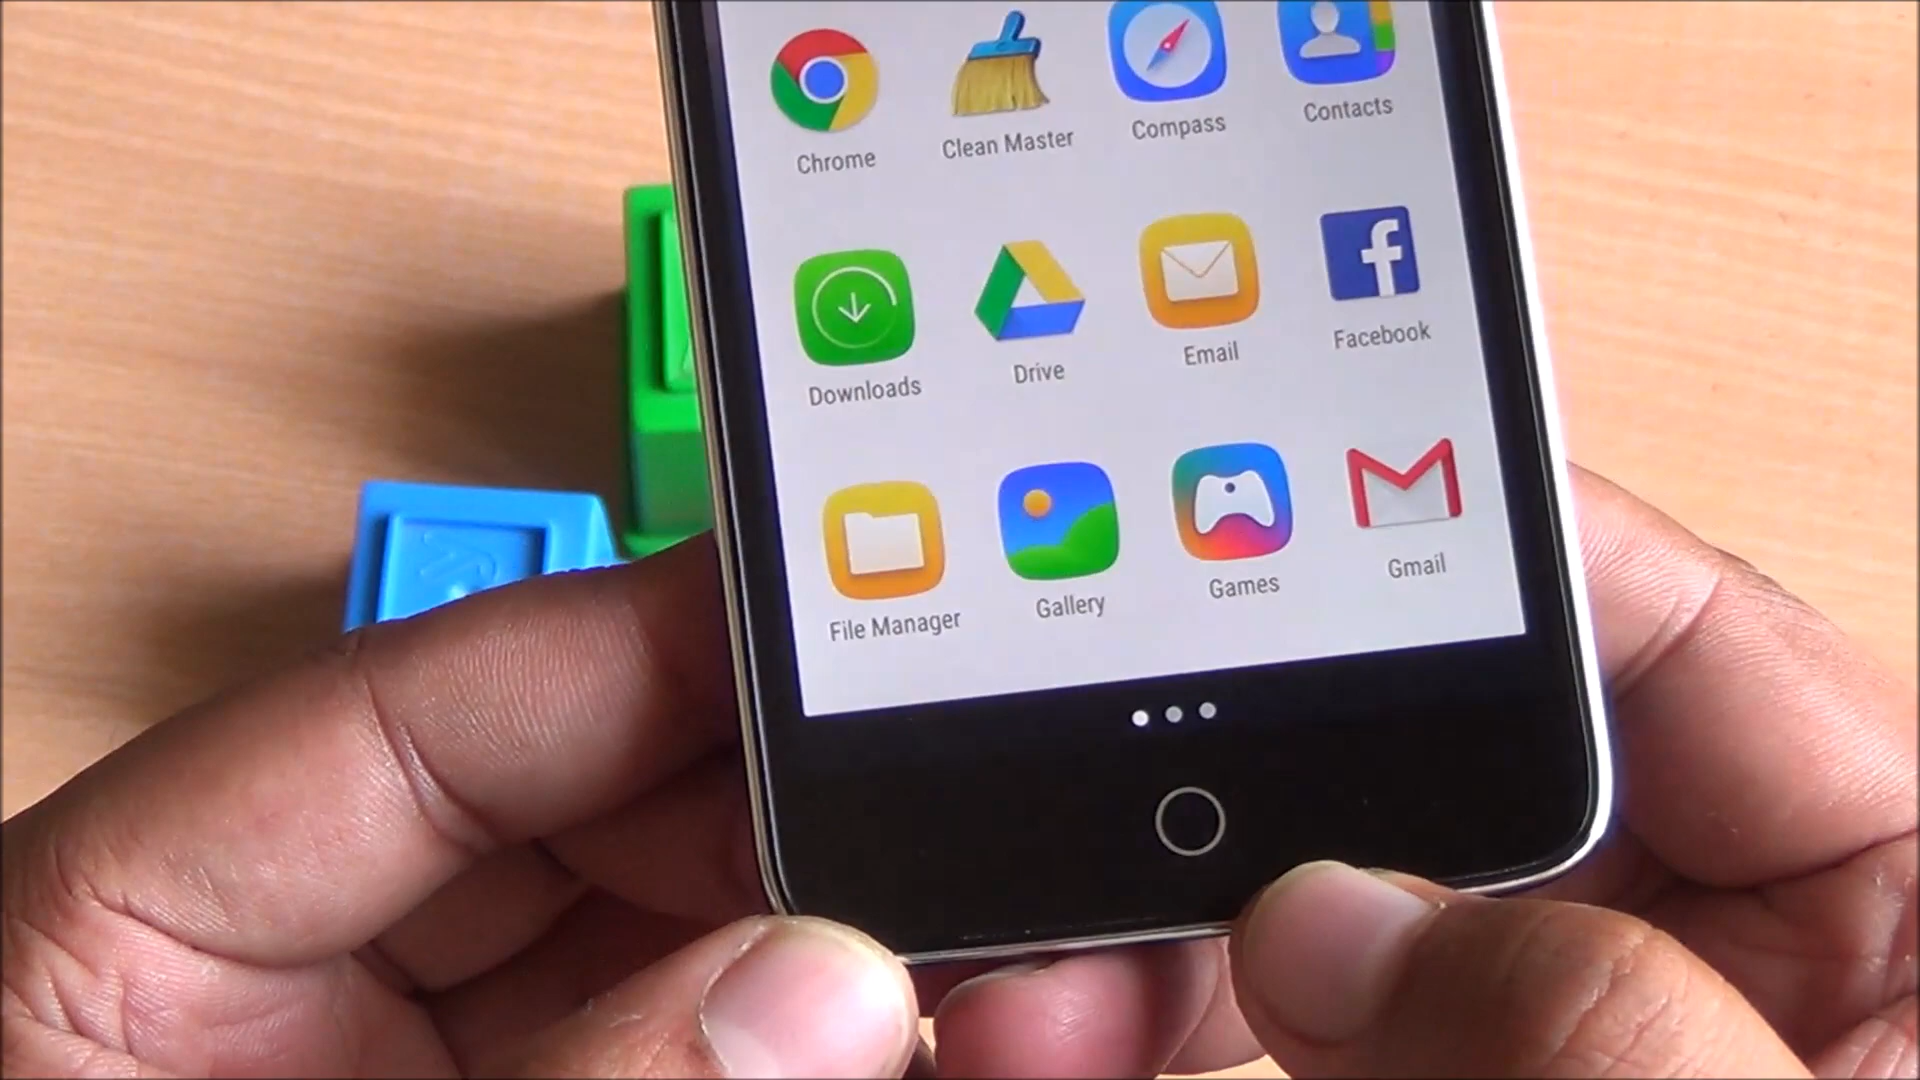 Chrome
Clean Master
Compass
Contacts
Downloads
Drive
Email
Facebook
File Manager
Gallery
Games
Gmail